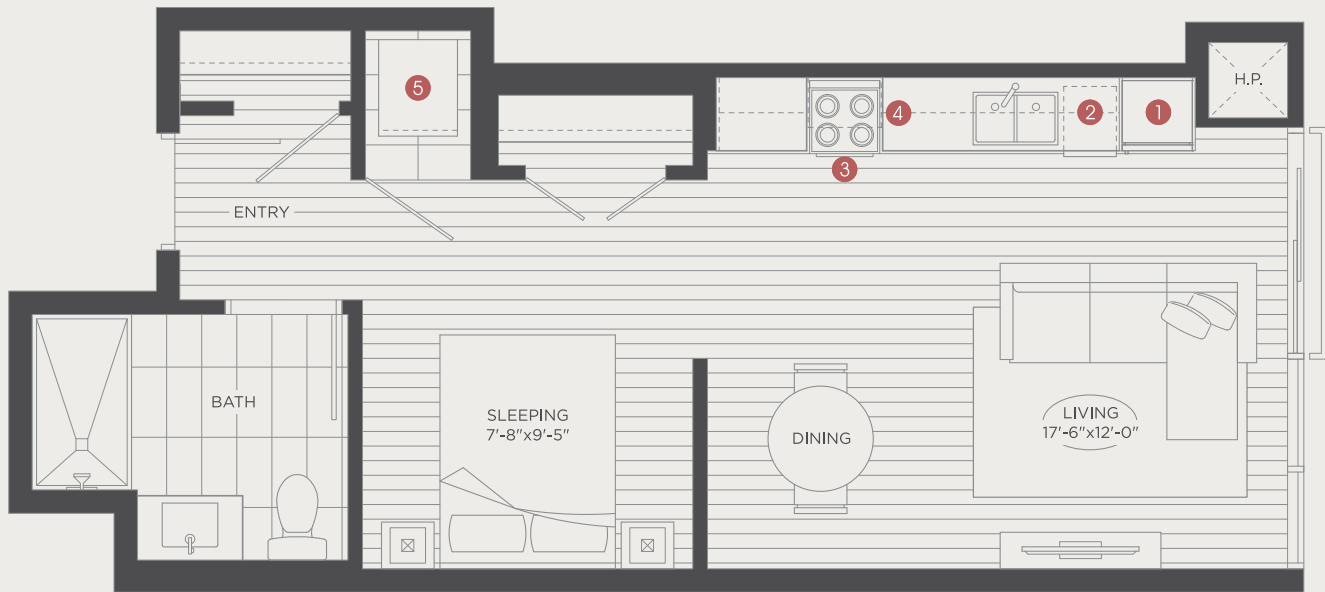 H.P.
5
4
2
1
3
ENTRY
BATH
SLEEPING
7'-8"x9'-5"
DINING
LIVING
17'-6"x12'-0"